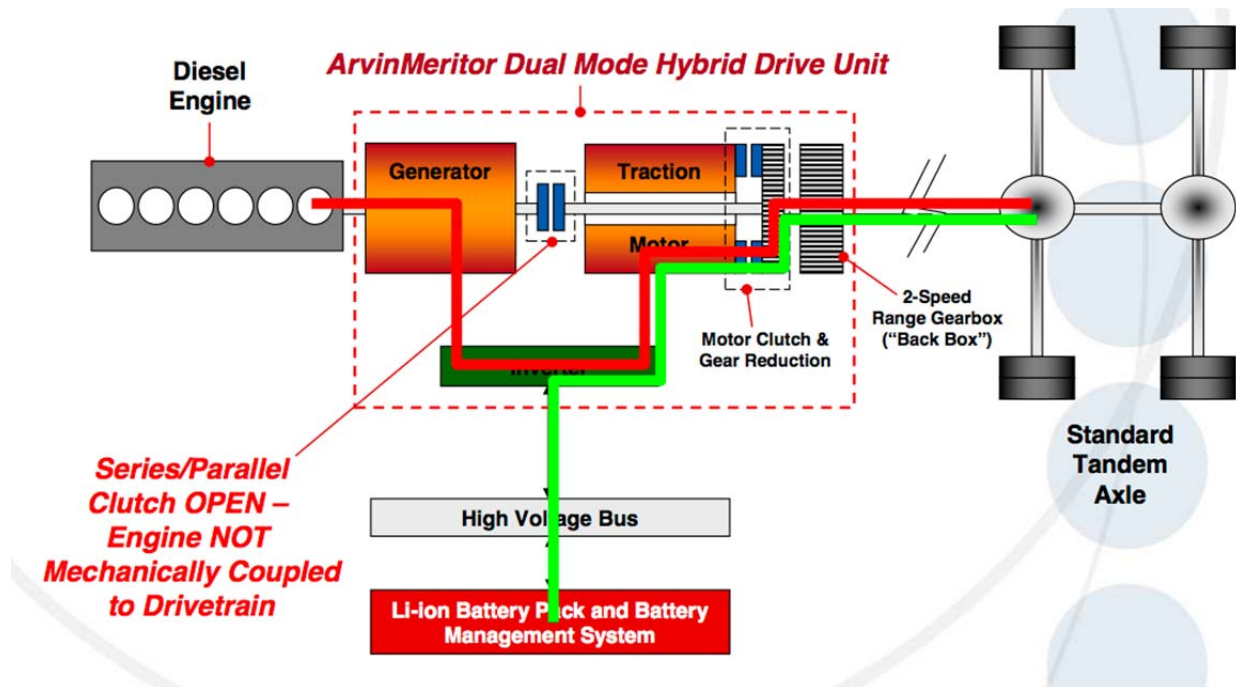 ArvinMeritor Dual Mode Hybrid Drive Unit
Diesel
Engine
Generator
Traction
Motor
Inverter
2-Speed
Range Gearbox
(“Back Box”)
Motor Clutch &
Gear Reduction
Series/Parallel
Clutch OPEN –
Engine NOT
Mechanically Coupled
to Drivetrain
High Voltage Bus
Li-ion Battery Pack and Battery
Management System
Standard
Tandem
Axle